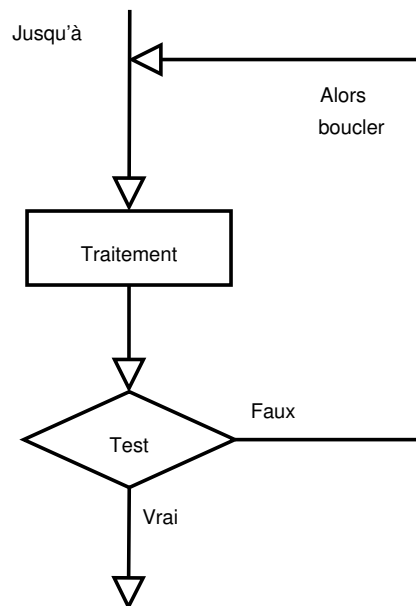 Jusqu'à
Alors
boucler
Traitement
Faux
Test
Vrai